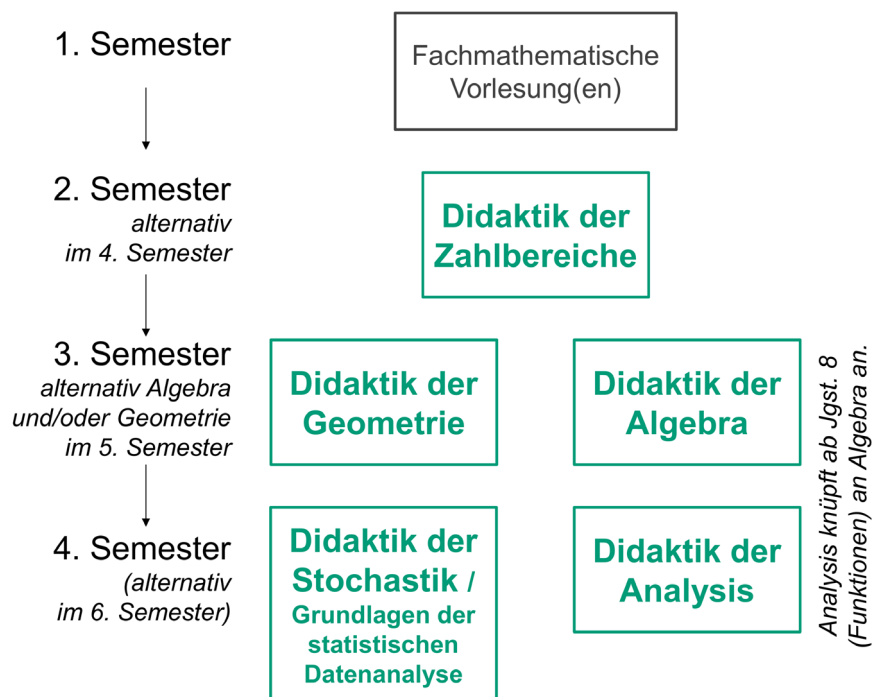 1. Semester
Fachmathematische
Vorlesung(en)
2. Semester
alternativ
im 4. Semester
Didaktik der
Zahlbereiche
3. Semester
alternativ Algebra
und/oder Geometrie
im 5. Semester
Didaktik der
Geometrie
Didaktik der
Algebra
4. Semester
(alternativ
im 6. Semester)
Didaktik der
Stochastik /
Grundlagen der
statistischen
Datenanalyse
Didaktik der
Analysis
Analysis knüpft ab Jgst. 8
(Funktionen) an Algebra an.